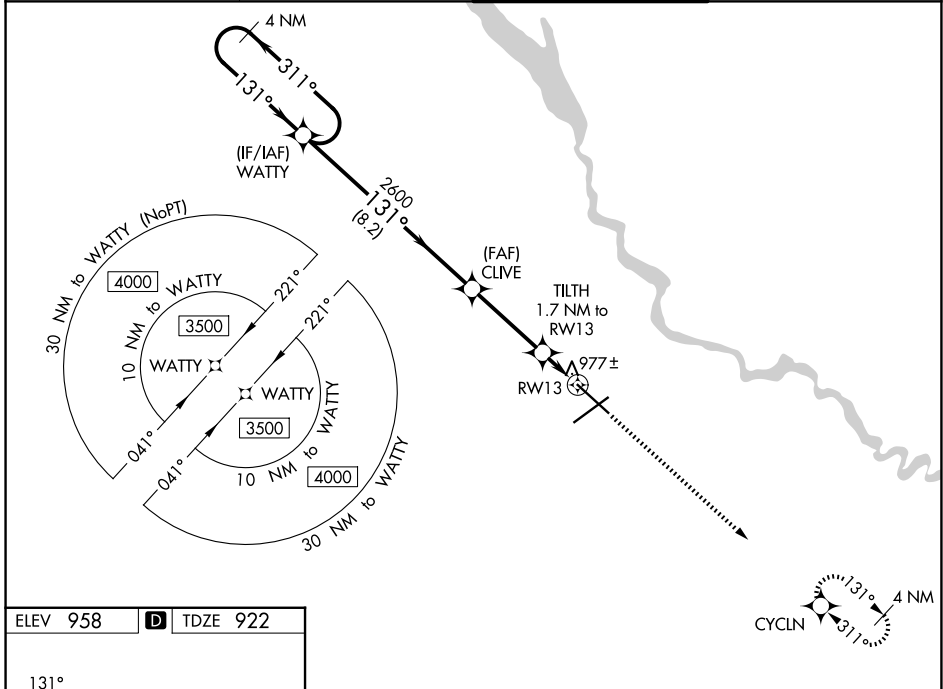 4 NM
311°
131°
(IF/IAF)
WATTY
2600
131°
(8.2)
(FAF)
CLIVE
TILTH
1.7 NM to
RW13
977±
RW13
30 NM to WATTY (NoPT)
4000
10 NM to WATTY
3500
221°
WATTY
041°
221°
WATTY
3500
041°
10 NM to WATTY
4000
30 NM to WATTY
131°
4 NM
CYCLN
311°
ELEV 958 D TDZE 922
131°